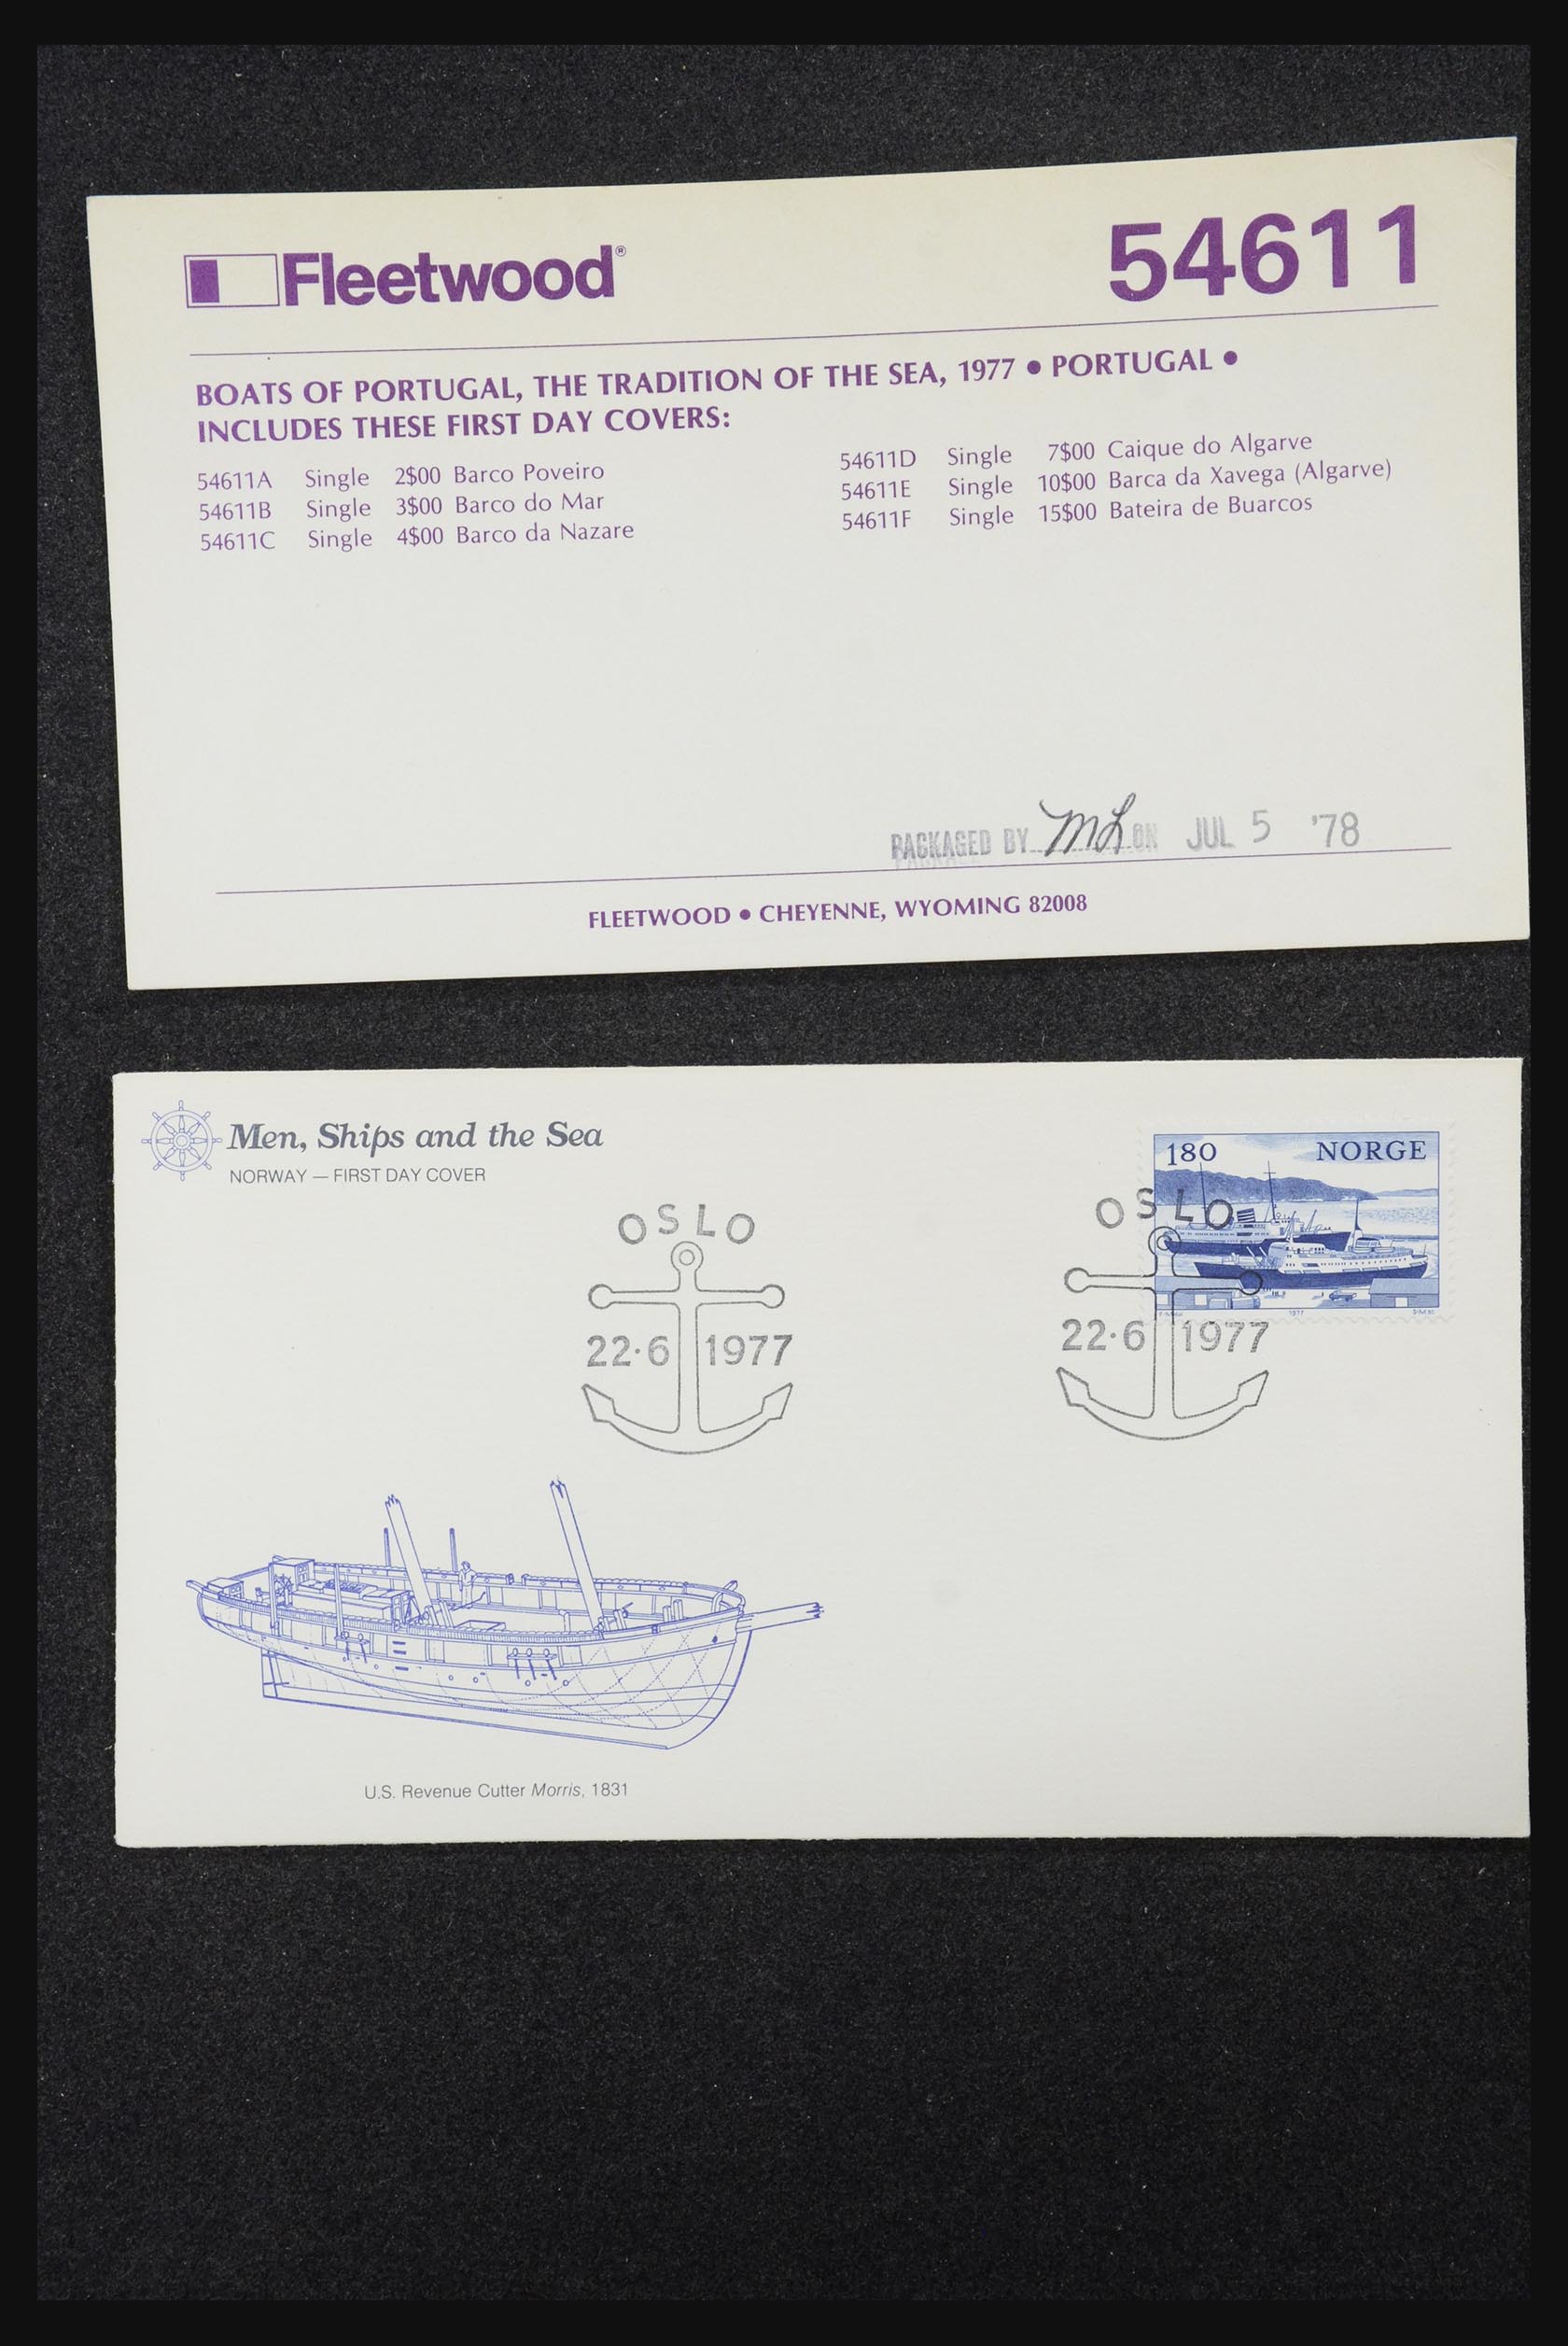 Fleetwood®
54611
BOATS OF PORTUGAL, THE TRADITION OF THE SEA, 1977 • PORTUGAL •
INCLUDES THESE FIRST DAY COVERS:
54611A Single 2$00 Barco Poveiro
54611B Single 3$00 Barco do Mar
54611C Single 4$00 Barco da Nazare
54611D Single 7$00 Caique do Algarve
54611E Single 10$00 Barca da Xavega (Algarve)
54611F Single 15$00 Bateira de Buarcos
PACKAGED BY ML ON JUL 5 '78
FLEETWOOD • CHEYENNE, WYOMING 82008
Men, Ships and the Sea
NORWAY — FIRST DAY COVER
180 NORGE
1977
OSLO
22·6 1977
OSLO
22·6 1977
U.S. Revenue Cutter Morris, 1831